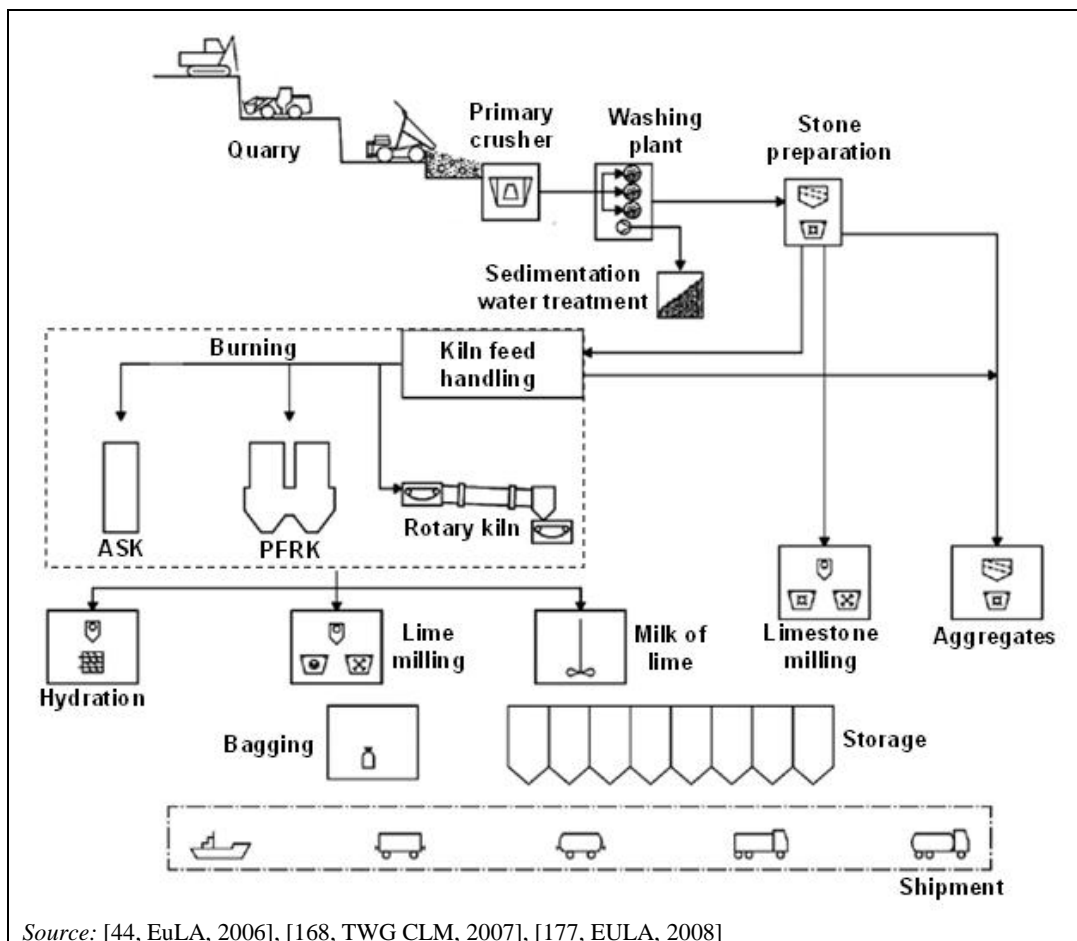 Quarry
Primary
crusher
Washing
plant
Stone
preparation
Sedimentation
water treatment
Burning
Kiln feed
handling
ASK
PFRK
Rotary kiln
Hydration
Lime
milling
Milk of
lime
Limestone
milling
Aggregates
Bagging
Storage
Shipment
Source: [44, EuLA, 2006], [168, TWG CLM, 2007], [177, EULA, 2008]